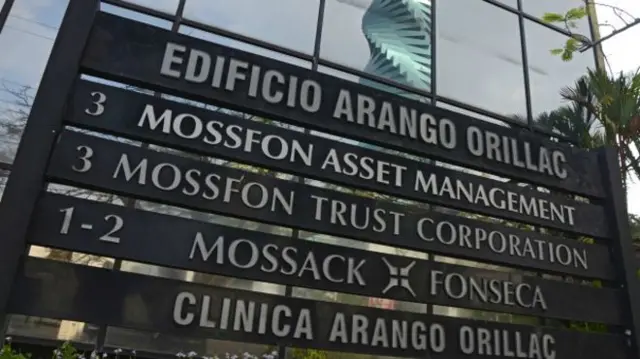 EDIFICIO ARANGO ORILLAC
3 MOSSFON ASSET MANAGEMENT
3 MOSSFON TRUST CORPORATION
1-2 MOSSACK FONSECA
CLINICA ARANGO ORILLAC